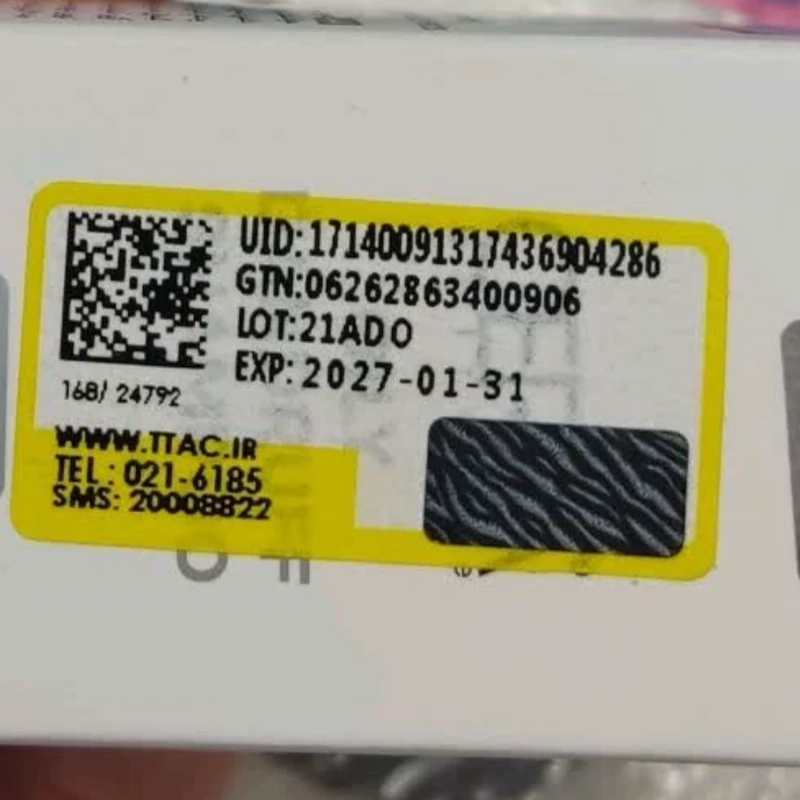 UID:17140091317436904286
GTN:06262863400906
LOT:21ADO
EXP:2027-01-31
168/ 24792
WWW.TTAC.IR
TEL: 021-6185
SMS: 20008822